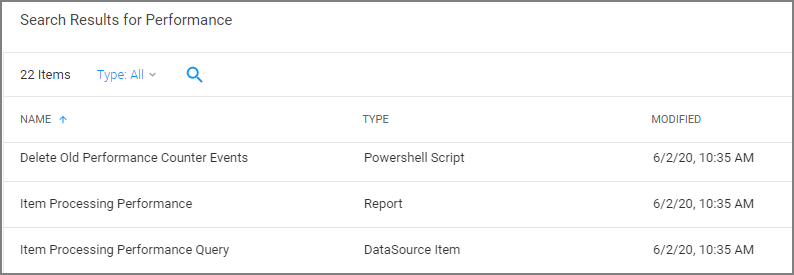 Search Results for Performance
22 Items Type: All
NAME TYPE MODIFIED
Delete Old Performance Counter Events Powershell Script 6/2/20, 10:35 AM
Item Processing Performance Report 6/2/20, 10:35 AM
Item Processing Performance Query DataSource Item 6/2/20, 10:35 AM